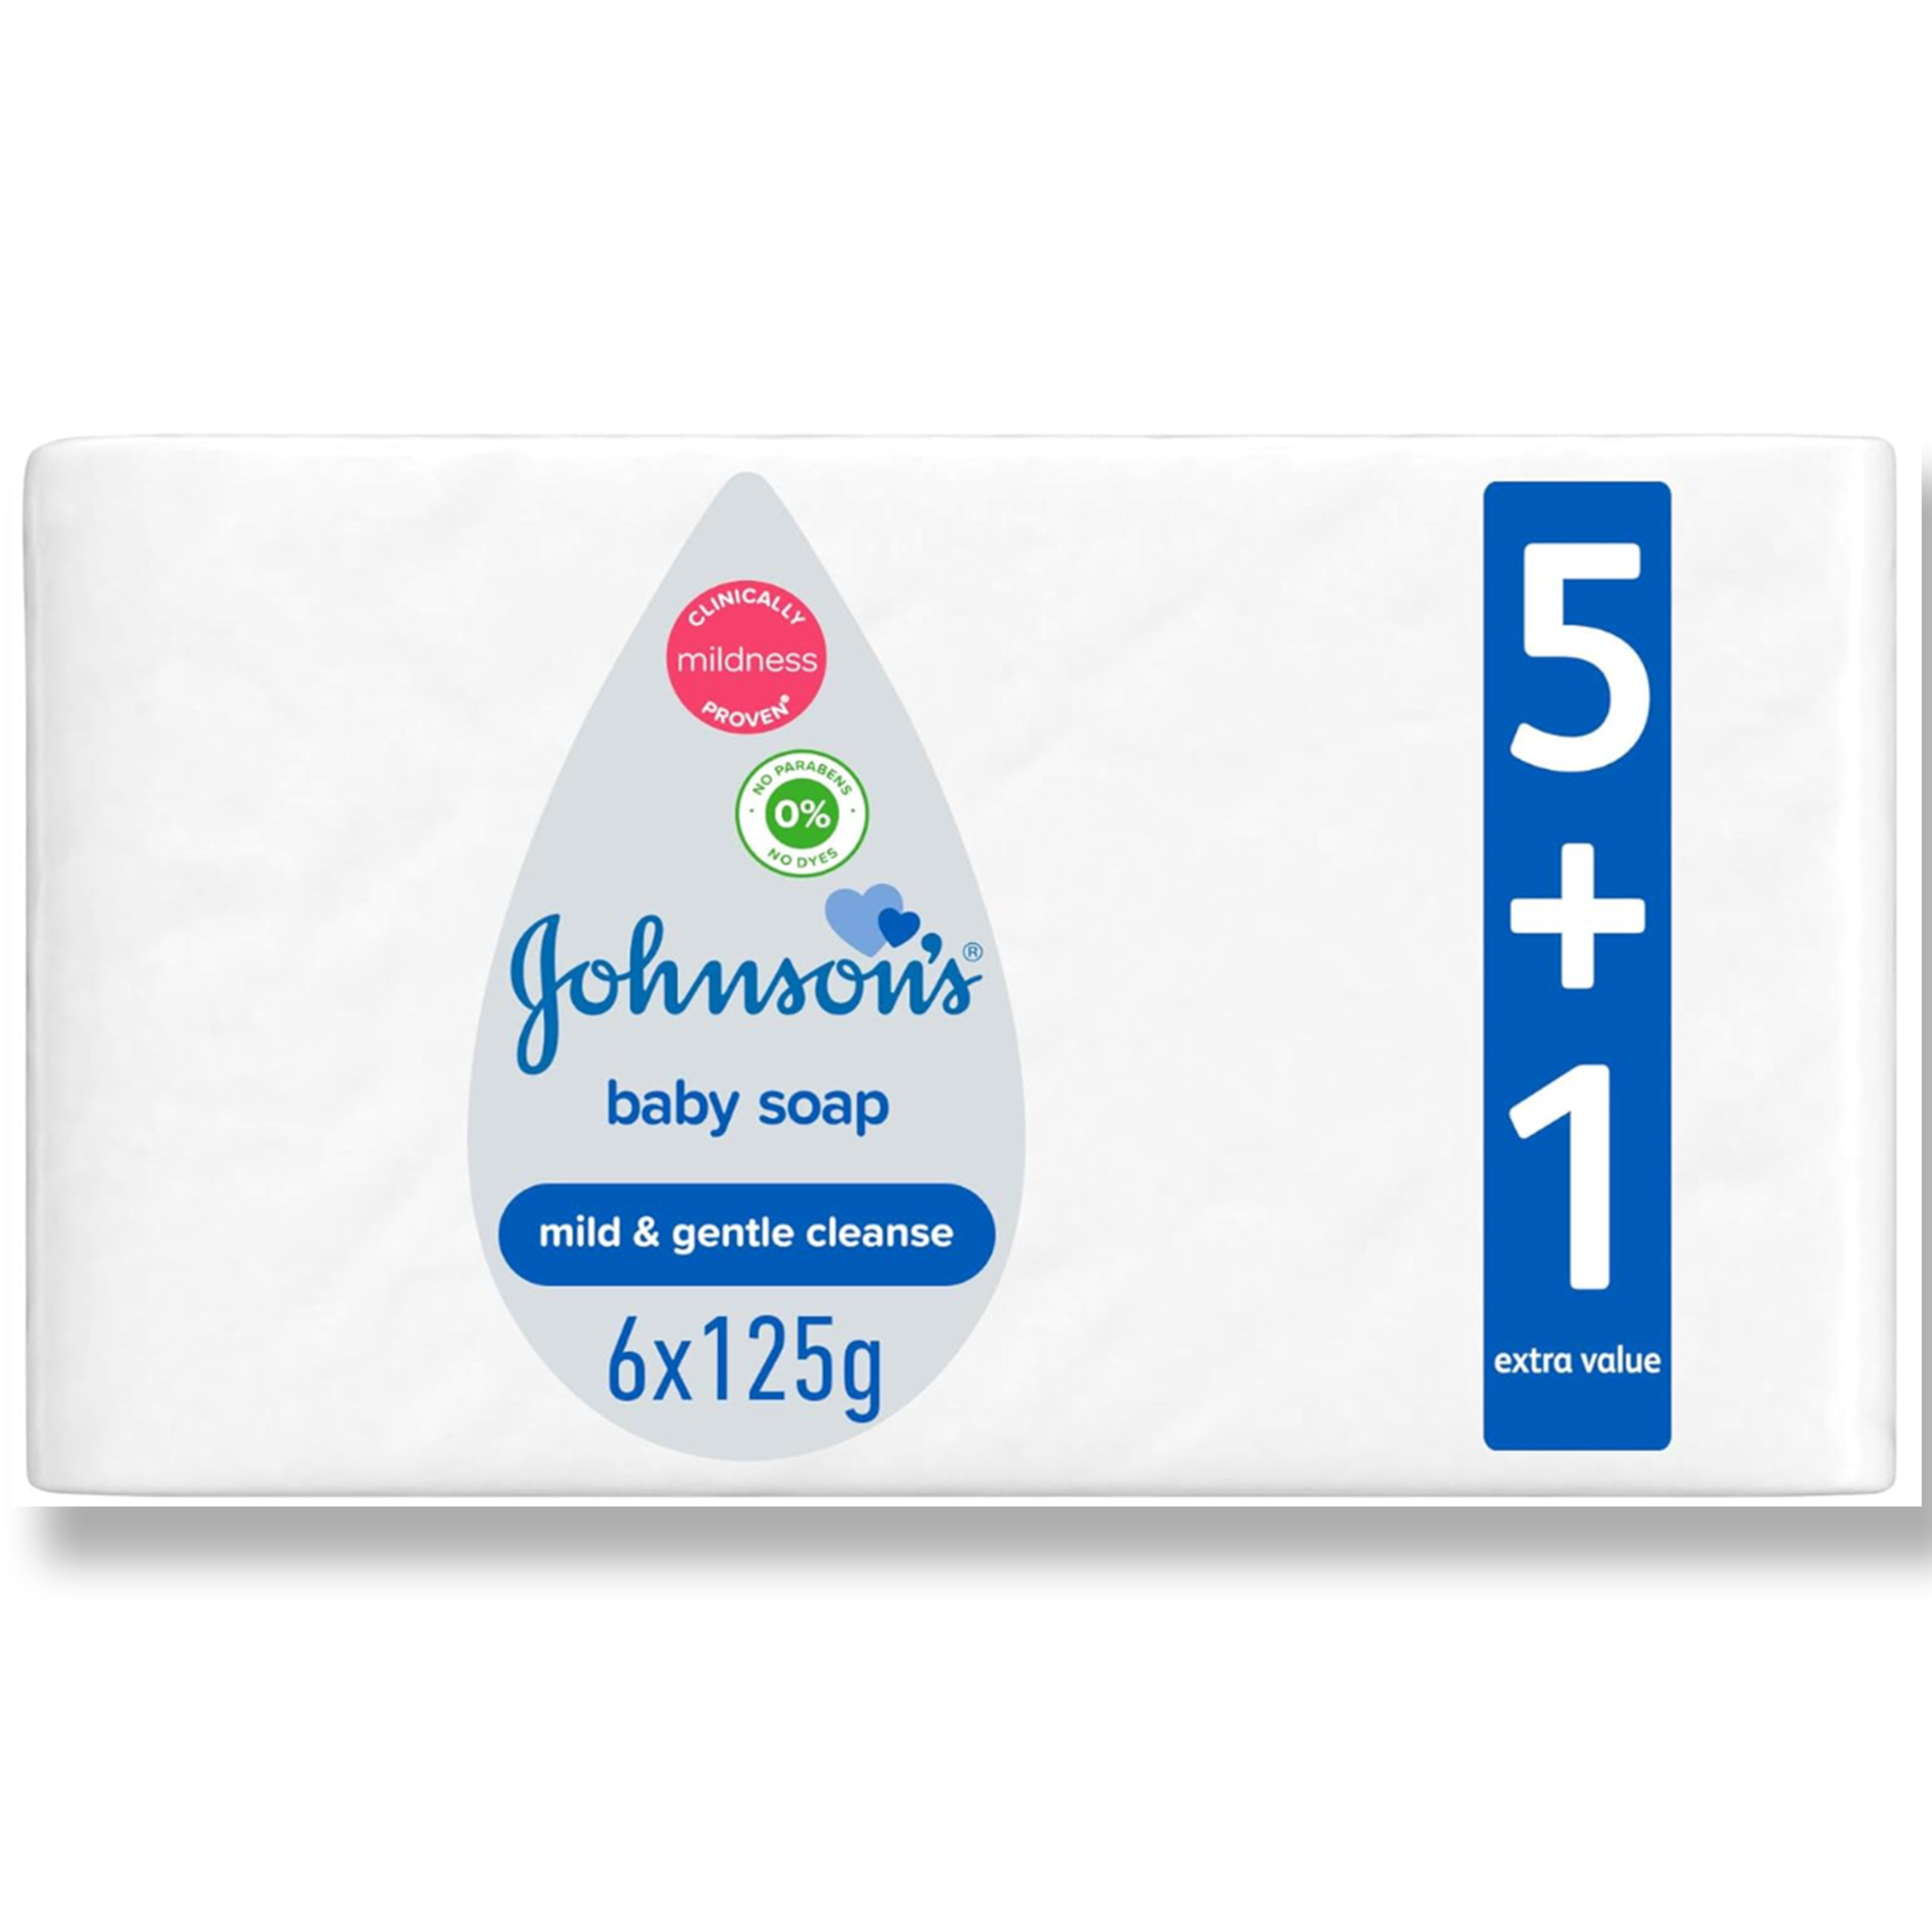 CLINICALLY
mildness
PROVEN®
NO PARABENS
0%
NO DYES
Johnson's®
baby soap
mild & gentle cleanse
6x125g
5
+
1
extra value